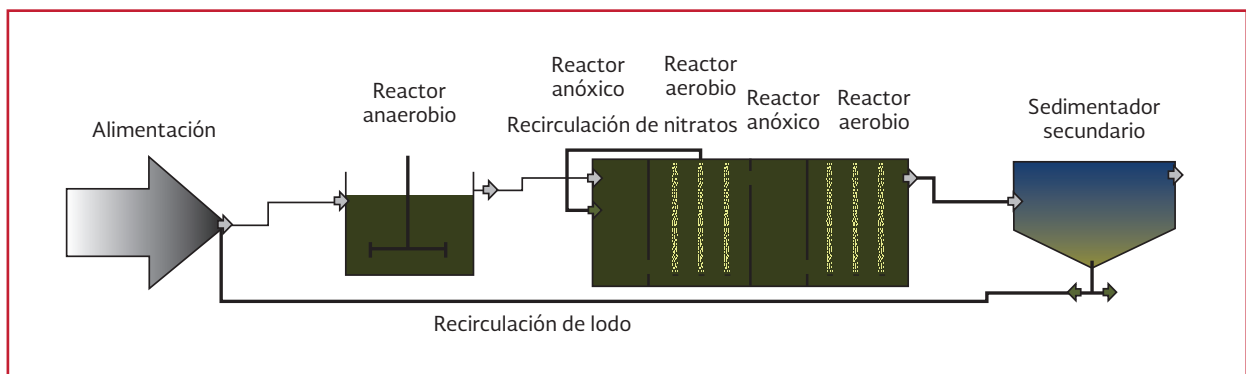 Alimentación
Reactor
anaerobio
Reactor
anóxico
Reactor
aerobio
Recirculación de nitratos
Reactor
anóxico
Reactor
aerobio
Sedimentador
secundario
Recirculación de lodo